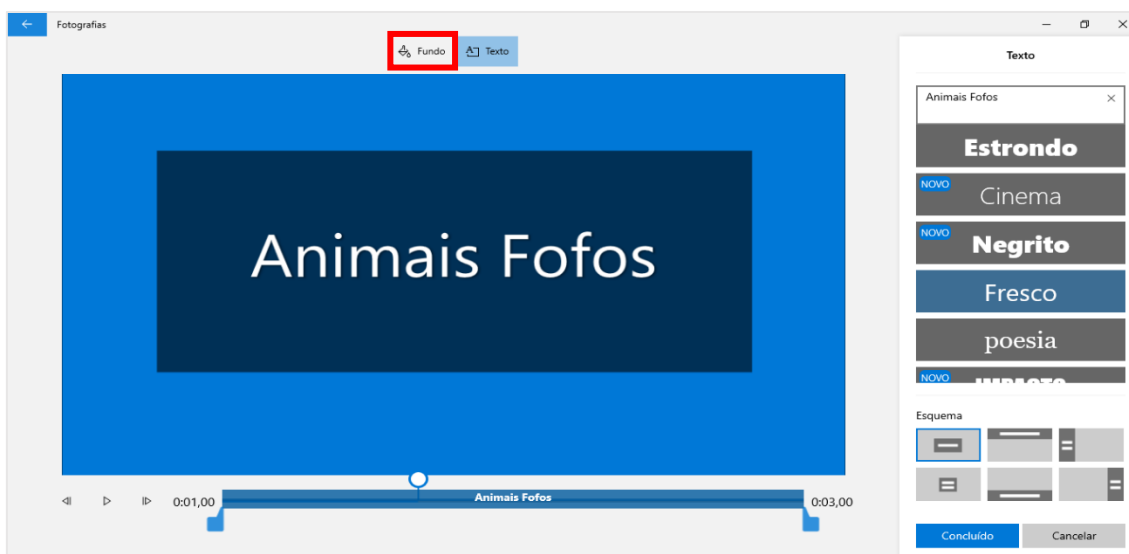 Fotografias
Fundo
Texto
Texto
Animais Fofos
Estrondo
NOVO
Cinema
NOVO
Negrito
Animais Fofos
Fresco
poesia
NOVO
IMPACTO
Esquema
0:01,00
Animais Fofos
0:03,00
Concluído
Cancelar